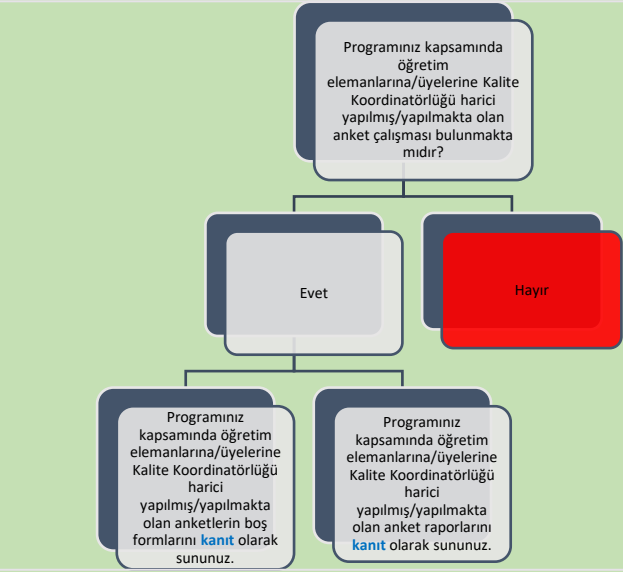 Programınız kapsamında
öğretim
elemanlarına/üyelerine Kalite
Koordinatörlüğü harici
yapılmış/yapılmakta olan
anket çalışması bulunmakta
mıdır?
Evet
Hayır
Programınız
kapsamında öğretim
elemanlarına/üyelerine
Kalite Koordinatörlüğü
harici
yapılmış/yapılmakta
olan anketlerin boş
formlarını kanıt olarak
sununuz.
Programınız
kapsamında öğretim
elemanlarına/üyelerine
Kalite Koordinatörlüğü
harici
yapılmış/yapılmakta
olan anket raporlarını
kanıt olarak sununuz.